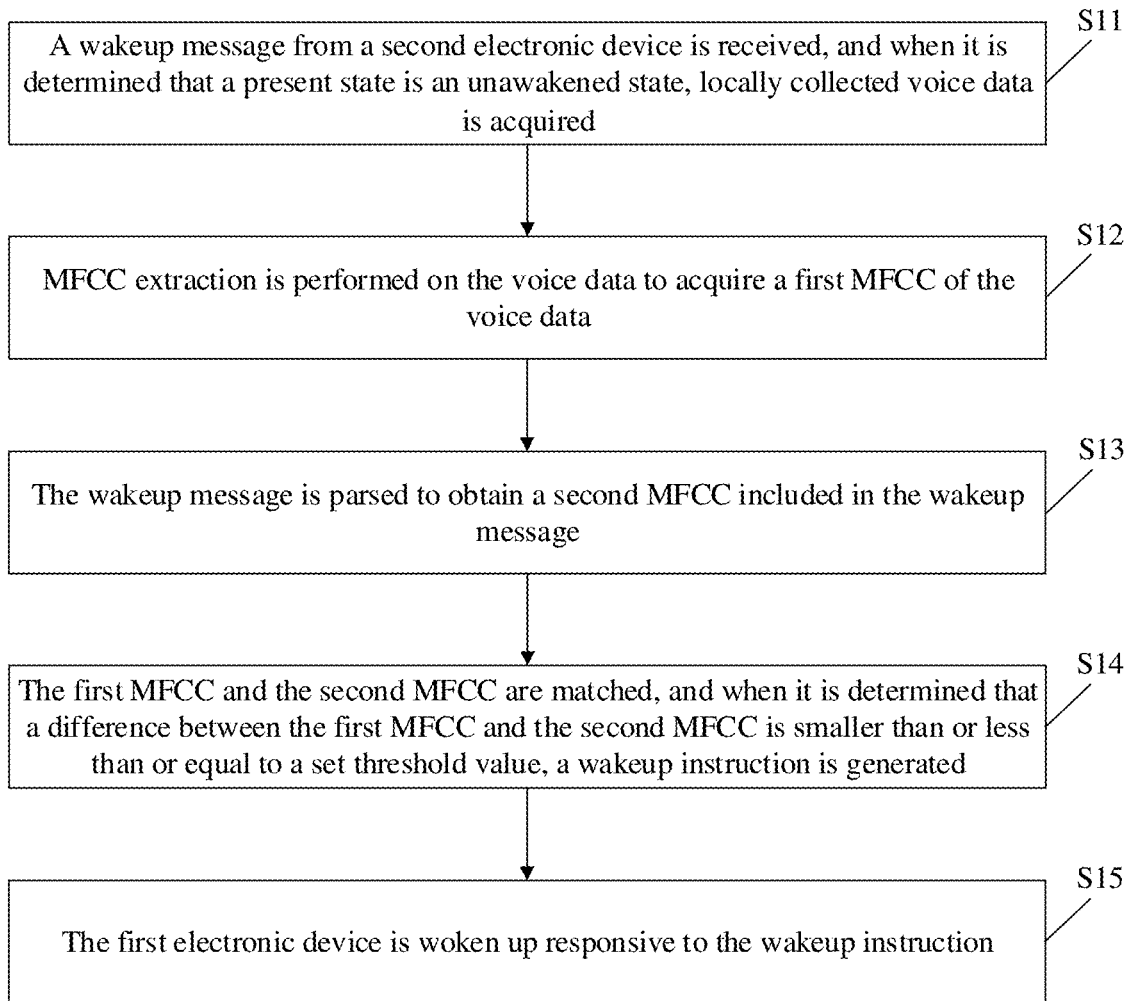 S11
A wakeup message from a second electronic device is received, and when it is
determined that a present state is an unawakened state, locally collected voice data
is acquired
S12
MFCC extraction is performed on the voice data to acquire a first MFCC of the
voice data
S13
The wakeup message is parsed to obtain a second MFCC included in the wakeup
message
S14
The first MFCC and the second MFCC are matched, and when it is determined that
a difference between the first MFCC and the second MFCC is smaller than or less
than or equal to a set threshold value, a wakeup instruction is generated
S15
The first electronic device is woken up responsive to the wakeup instruction